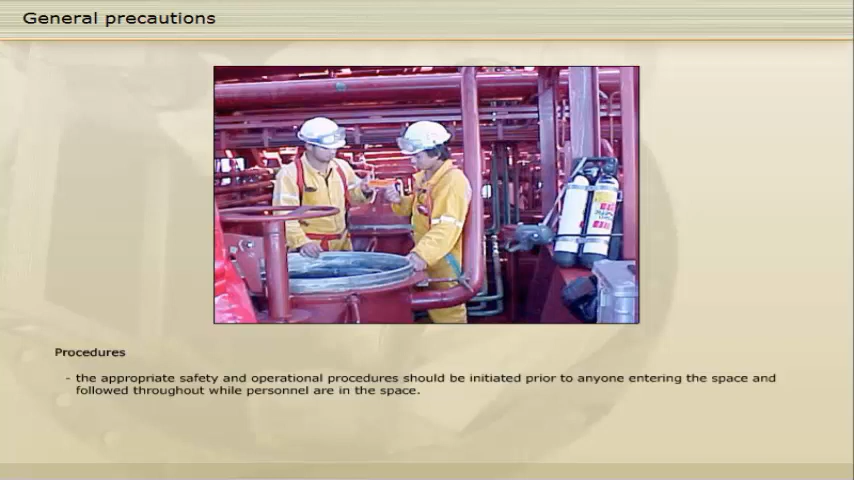 General precautions
Procedures
- the appropriate safety and operational procedures should be initiated prior to anyone entering the space and
followed throughout while personnel are in the space.